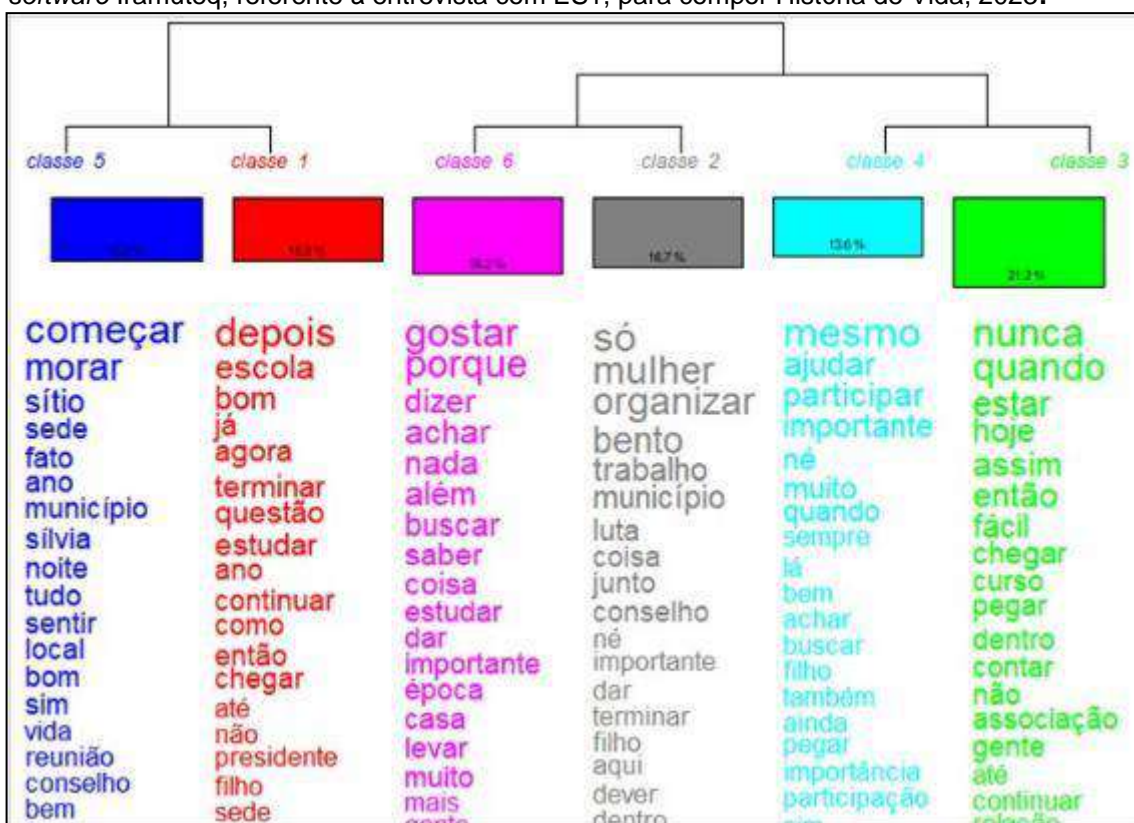 software Iramuteq, referente a entrevista com para compor História de Vida,
classe 5 classe 1 classe 6 classe 2 classe 4 classe 3
18.2 % 16.7 % 13.6 % 21.2 %
começar
morar
sítio
sede
fato
ano
município
sílvia
noite
tudo
sentir
local
bom
sim
vida
reunião
conselho
bem
depois
escola
bom
já
agora
terminar
questão
estudar
ano
continuar
como
então
chegar
até
não
presidente
filho
sede
gostar
porque
dizer
achar
nada
além
buscar
saber
coisa
estudar
dar
importante
época
casa
levar
muito
mais
gente
só
mulher
organizar
bento
trabalho
município
luta
coisa
junto
conselho
né
importante
dar
terminar
filho
aqui
dever
dentro
mesmo
ajudar
participar
importante
né
muito
quando
sempre
lá
bem
achar
buscar
filho
também
ainda
pegar
importância
participação
sim
nunca
quando
estar
hoje
assim
então
fácil
chegar
curso
pegar
dentro
contar
não
associação
gente
até
continuar
relação